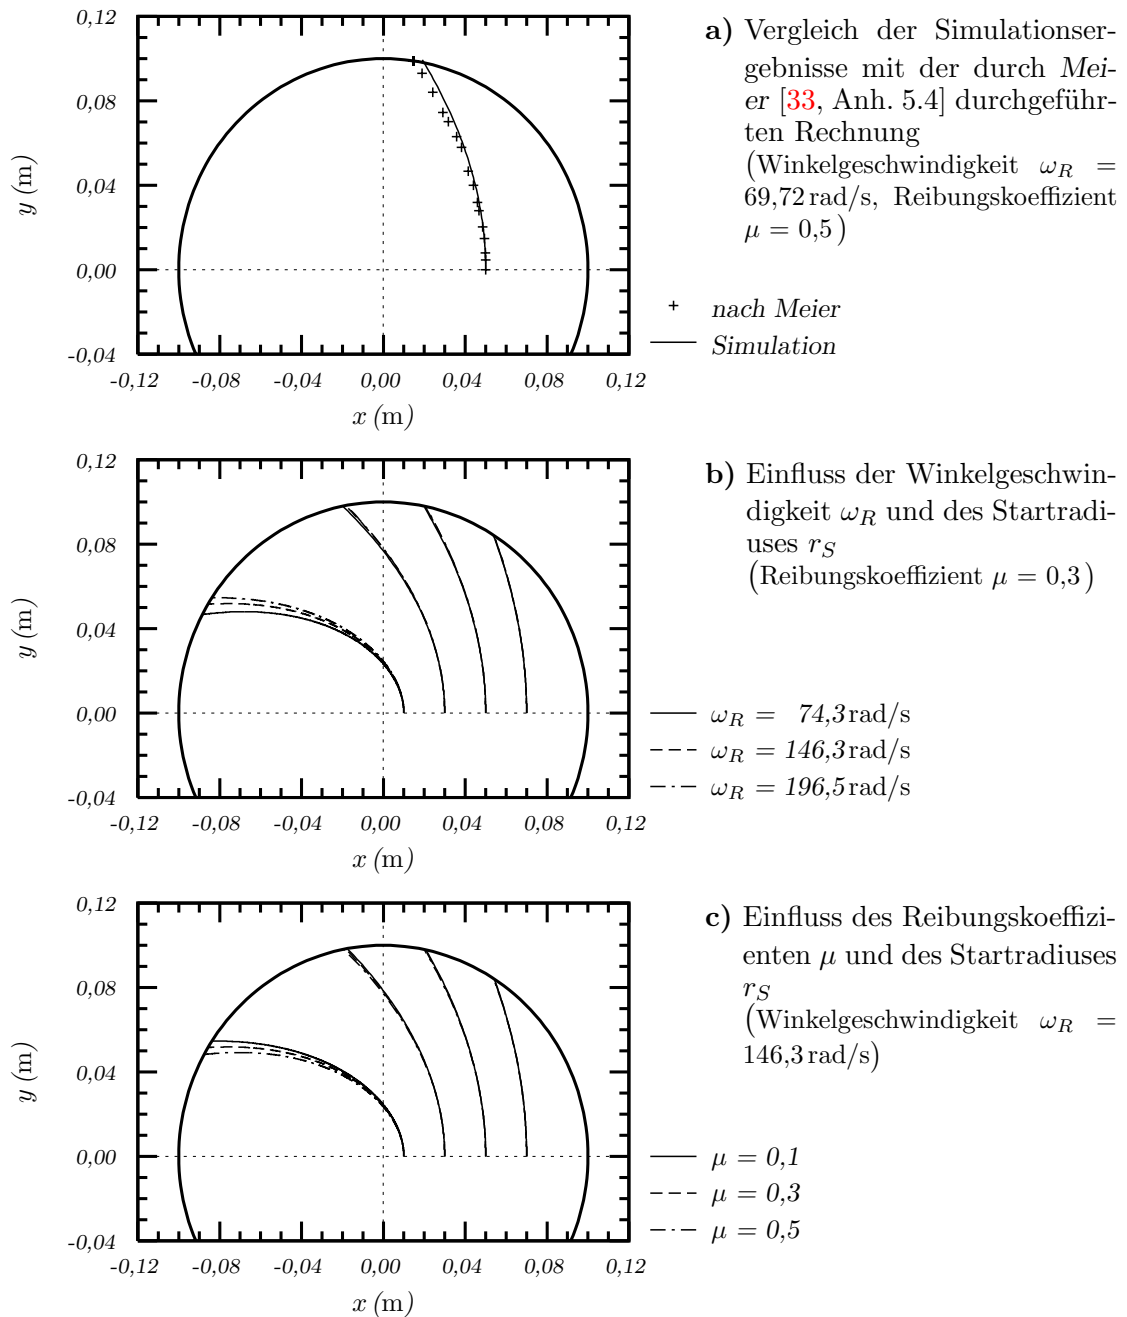 0,12
0,08
0,04
0,00
-0,04
y (m)
-0,12 -0,08 -0,04 0,00 0,04 0,08 0,12
x (m)
a) Vergleich der Simulationser-
gebnisse mit der durch Mei-
er [33, Anh. 5.4] durchgeführ-
ten Rechnung
(Winkelgeschwindigkeit ω_R =
69,72 rad/s, Reibungskoeffizient
μ = 0,5)
+ nach Meier
Simulation
0,12
0,08
0,04
0,00
-0,04
y (m)
-0,12 -0,08 -0,04 0,00 0,04 0,08 0,12
x (m)
b) Einfluss der Winkelgeschwin-
digkeit ω_R und des Startradi-
uses r_S
(Reibungskoeffizient μ = 0,3)
ω_R = 74,3 rad/s
ω_R = 146,3 rad/s
ω_R = 196,5 rad/s
0,12
0,08
0,04
0,00
-0,04
y (m)
-0,12 -0,08 -0,04 0,00 0,04 0,08 0,12
x (m)
c) Einfluss des Reibungskoeffizi-
enten μ und des Startradiuses
r_S
(Winkelgeschwindigkeit ω_R =
146,3 rad/s)
μ = 0,1
μ = 0,3
μ = 0,5